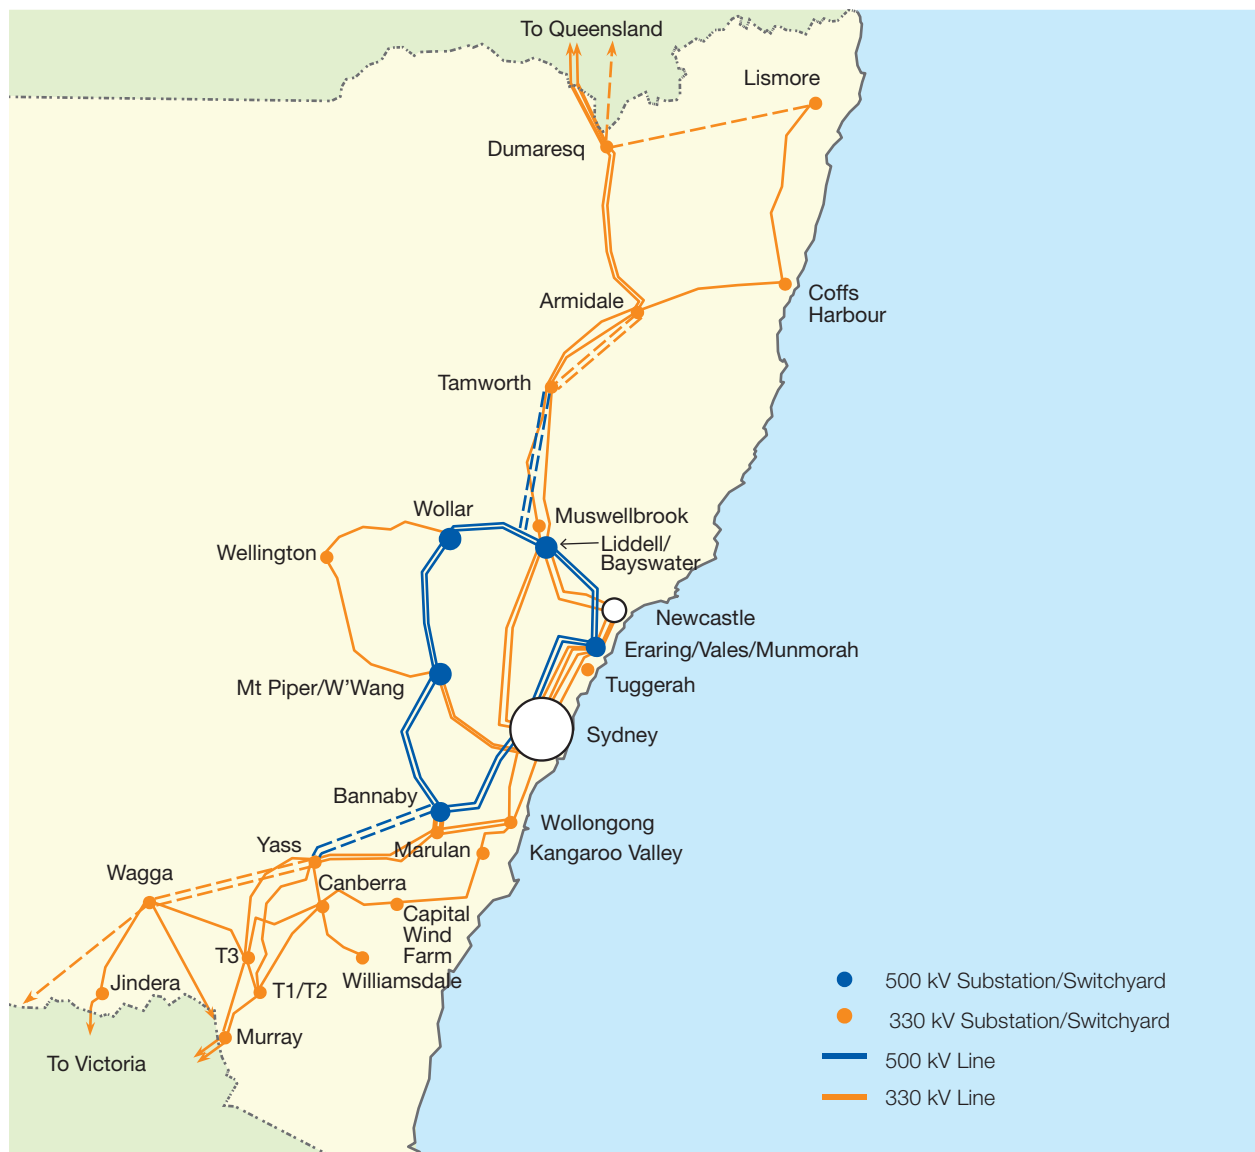 To Queensland
Lismore
Dumaresq
Armidale
Coffs
Harbour
Tamworth
Wollar
Muswellbrook
Wellington
Liddell/
Bayswater
Newcastle
Eraring/Vales/Munmorah
Mt Piper/W'Wang
Tuggerah
Sydney
Bannaby
Wollongong
Yass
Marulan
Kangaroo Valley
Wagga
Canberra
Capital
Wind
Farm
T3
Williamsdale
Jindera
T1/T2
Murray
To Victoria
500 kV Substation/Switchyard
330 kV Substation/Switchyard
500 kV Line
330 kV Line